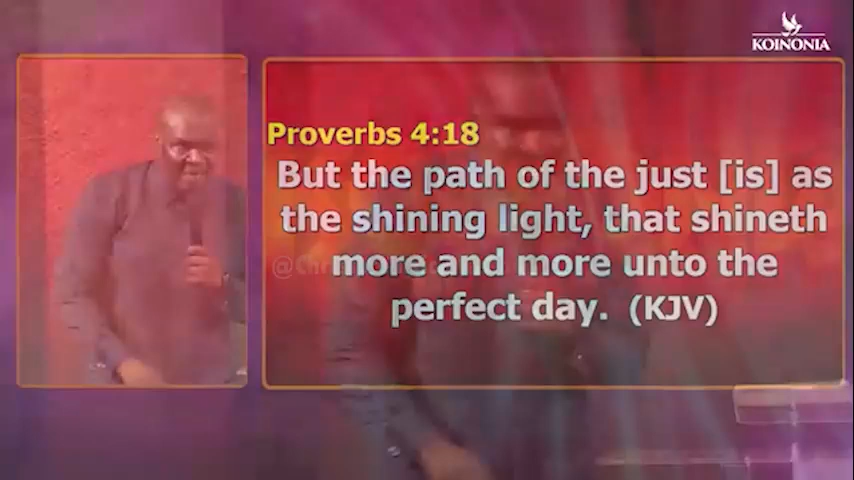 KOINONIA
Proverbs 4:18
But the path of the just [is] as
the shining light, that shineth
more and more unto the
perfect day. (KJV)